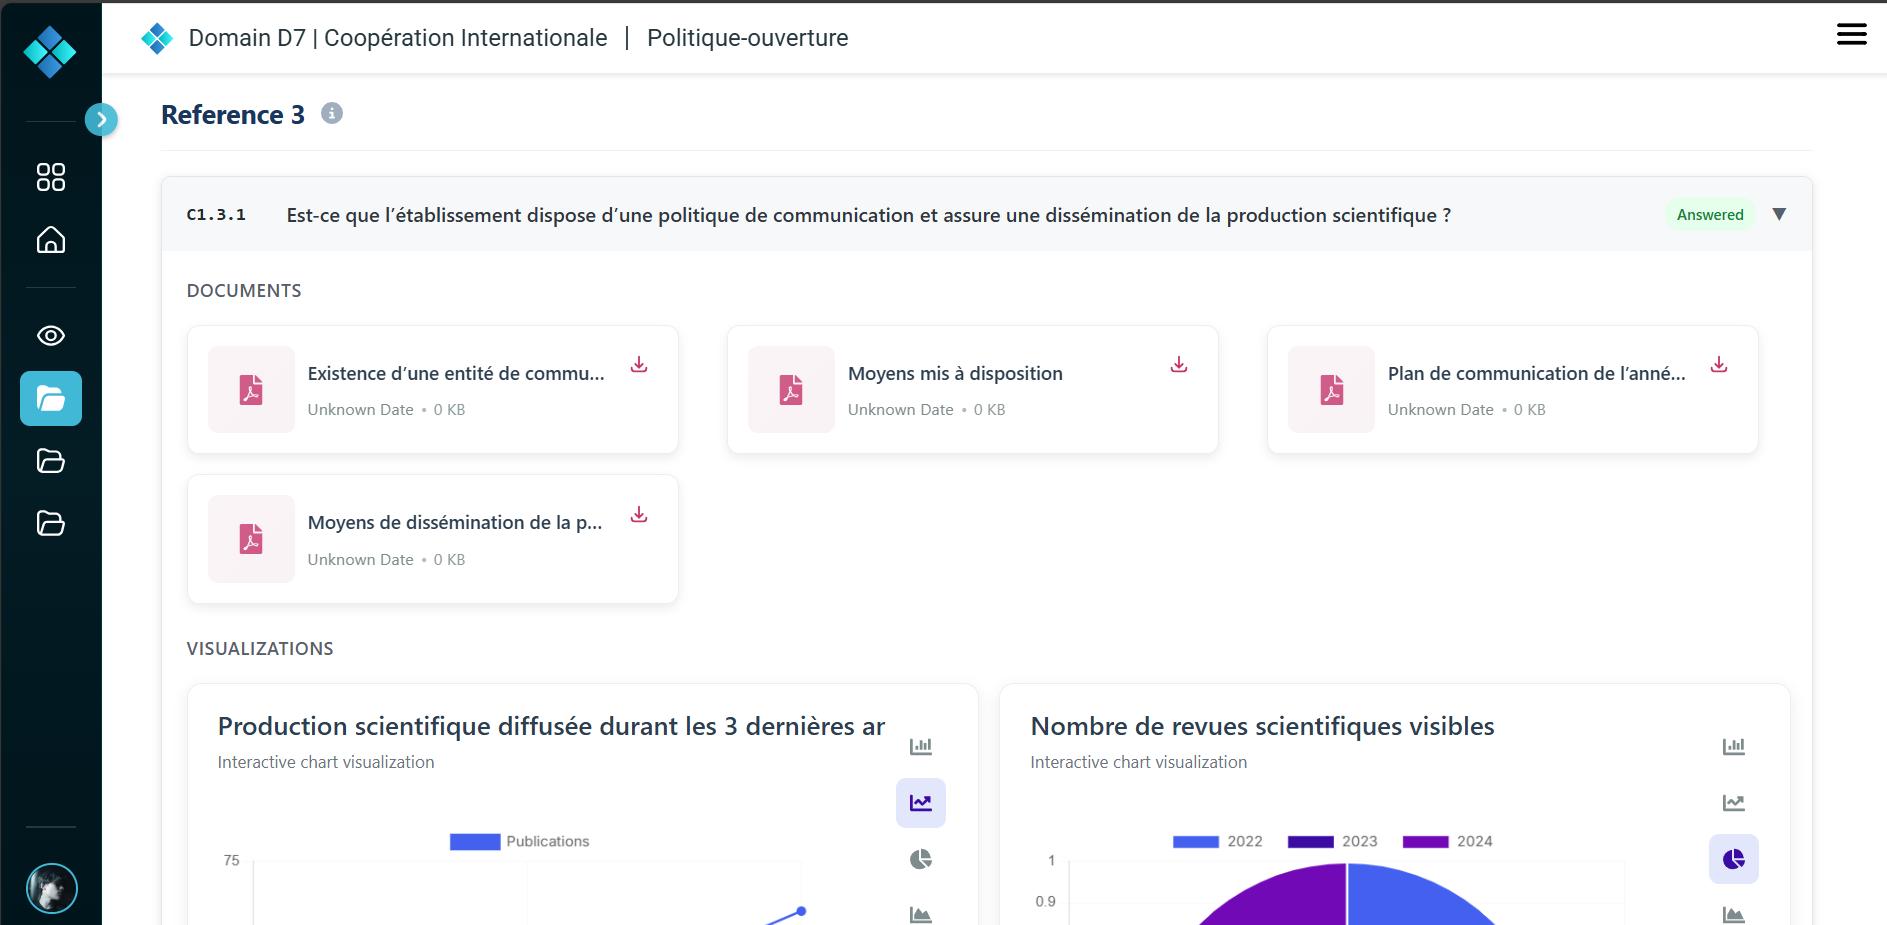 Domain D7 | Coopération Internationale | Politique-ouverture
Reference 3
C1.3.1 Est-ce que l’établissement dispose d’une politique de communication et assure une dissémination de la production scientifique ? Answered
DOCUMENTS
Existence d’une entité de commu...
Unknown Date • 0 KB
Moyens mis à disposition
Unknown Date • 0 KB
Plan de communication de l’anné...
Unknown Date • 0 KB
Moyens de dissémination de la p...
Unknown Date • 0 KB
VISUALIZATIONS
Production scientifique diffusée durant les 3 dernières ar
Interactive chart visualization
Publications
75
Nombre de revues scientifiques visibles
Interactive chart visualization
2022 2023 2024
1
0.9